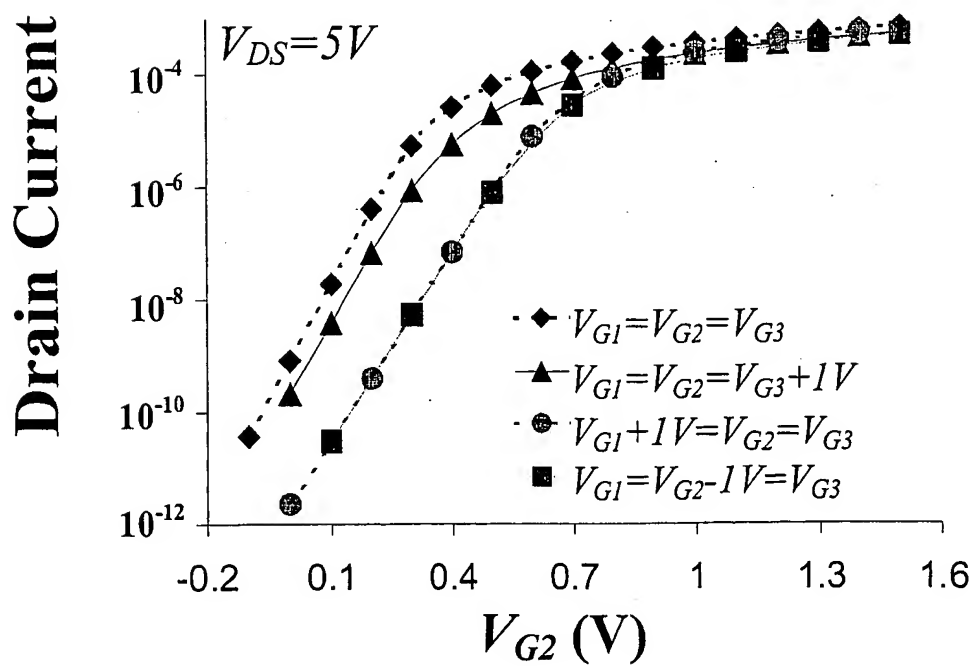 Drain Current
V_DS=5V
10^-4
10^-6
10^-8
10^-10
10^-12
-0.2 0.1 0.4 0.7 1 1.3 1.6
V_G2 (V)
V_G1=V_G2=V_G3
V_G1=V_G2=V_G3+1V
V_G1+1V=V_G2=V_G3
V_G1=V_G2-1V=V_G3